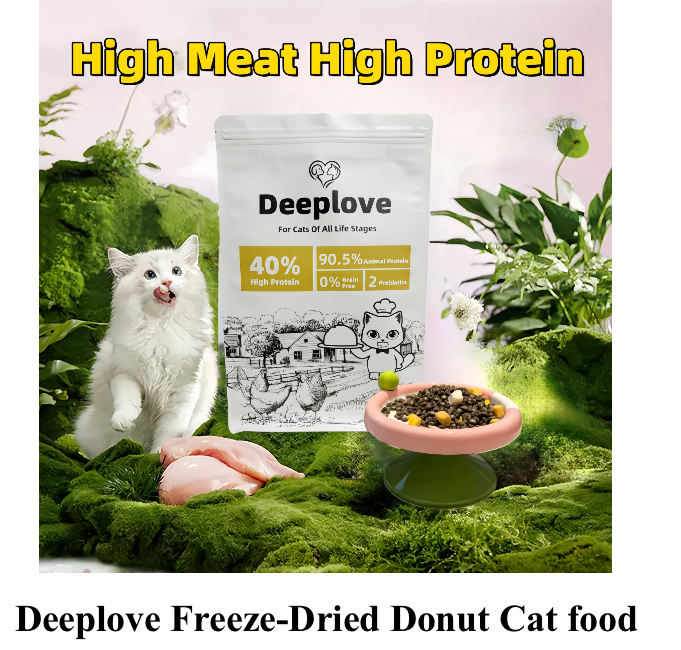 High Meat High Protein
Deeplove
For Cats Of All Life Stages
40%
High Protein
90.5% Animal Protein
0% Grain
Free
2 Prebiotics
Deeplove Freeze-Dried Donut Cat food